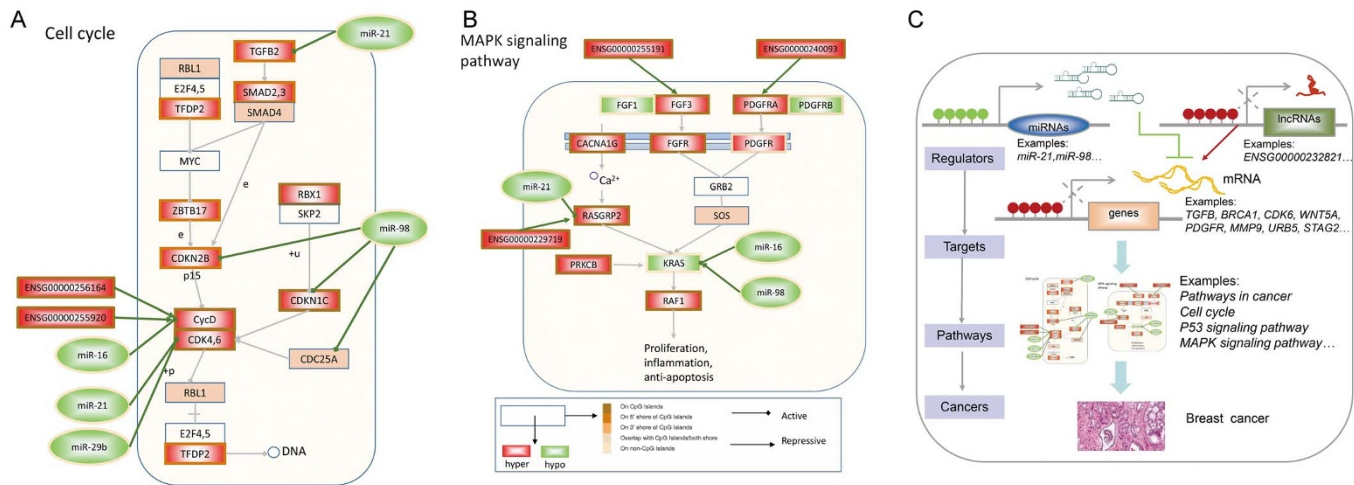 A
Cell cycle
miR-21
TGFB2
RBL1
E2F4,5
TFDP2
SMAD2,3
SMAD4
MYC
e
ZBTB17
RBX1
SKP2
e
miR-98
CDKN2B
p15
+u
ENSG00000256164
CDKN1C
ENSG00000255920
CycD
CDK4,6
miR-16
CDC25A
+p
miR-21
RBL1
miR-29b
E2F4,5
TFDP2
DNA
B
MAPK signaling
pathway
ENSG00000255191
ENSG00000240093
FGF1
FGF3
PDGFRA
PDGFRB
CACNA1G
FGFR
PDGFR
miR-21
Ca2+
GRB2
RASGRP2
SOS
ENSG00000229719
miR-16
PRKCB
KRAS
miR-98
RAF1
Proliferation,
inflammation,
anti-apoptosis
On CpG Islands
On 5' shore of CpG Islands
On 3' shore of CpG Islands
Overlap with CpG Islands/both shore
On non-CpG Islands
Active
Repressive
hyper
hypo
C
miRNAs
lncRNAs
Examples:
miR-21,miR-98...
Examples:
ENSG00000232821...
Regulators
mRNA
genes
Examples:
TGFB, BRCA1, CDK6, WNT5A,
PDGFR, MMP9, URB5, STAG2...
Targets
Examples:
Pathways in cancer
Cell cycle
P53 signaling pathway
MAPK signaling pathway...
Pathways
Cancers
Breast cancer